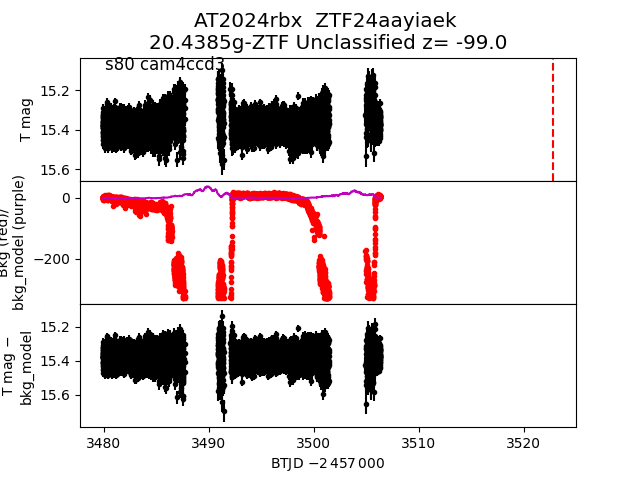 AT2024rbx  ZTF24aayiaek
20.4385g-ZTF Unclassified z= -99.0
s80 cam4ccd3
T mag
15.2
15.4
15.6
Bkg (red)/
bkg_model (purple)
0
−200
T mag −
bkg_model
15.2
15.4
15.6
3480 3490 3500 3510 3520
BTJD −2 457 000